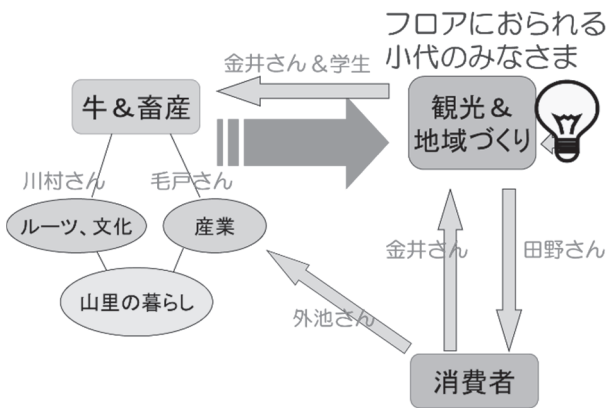 フロアにおられる
小代のみなさま
金井さん&学生
牛&畜産
観光&
地域づくり
川村さん
毛戸さん
ルーツ、文化
産業
金井さん
田野さん
山里の暮らし
外池さん
消費者